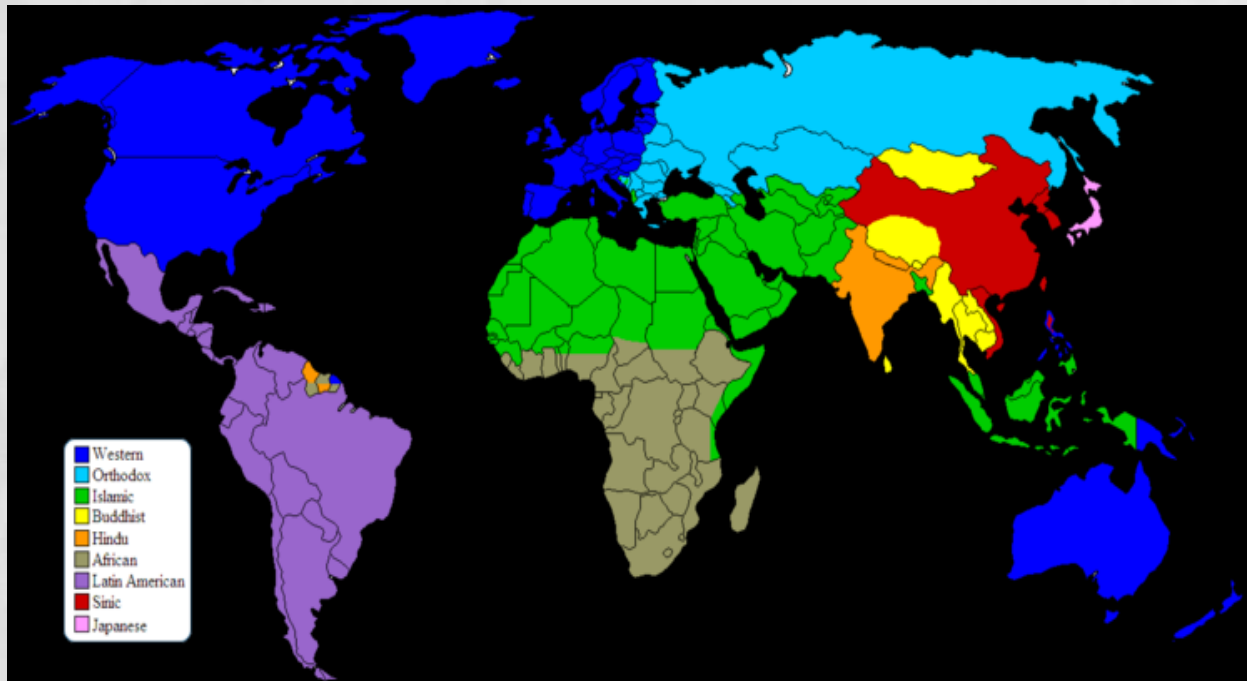 Western
Orthodox
Islamic
Buddhist
Hindu
African
Latin American
Sinic
Japanese